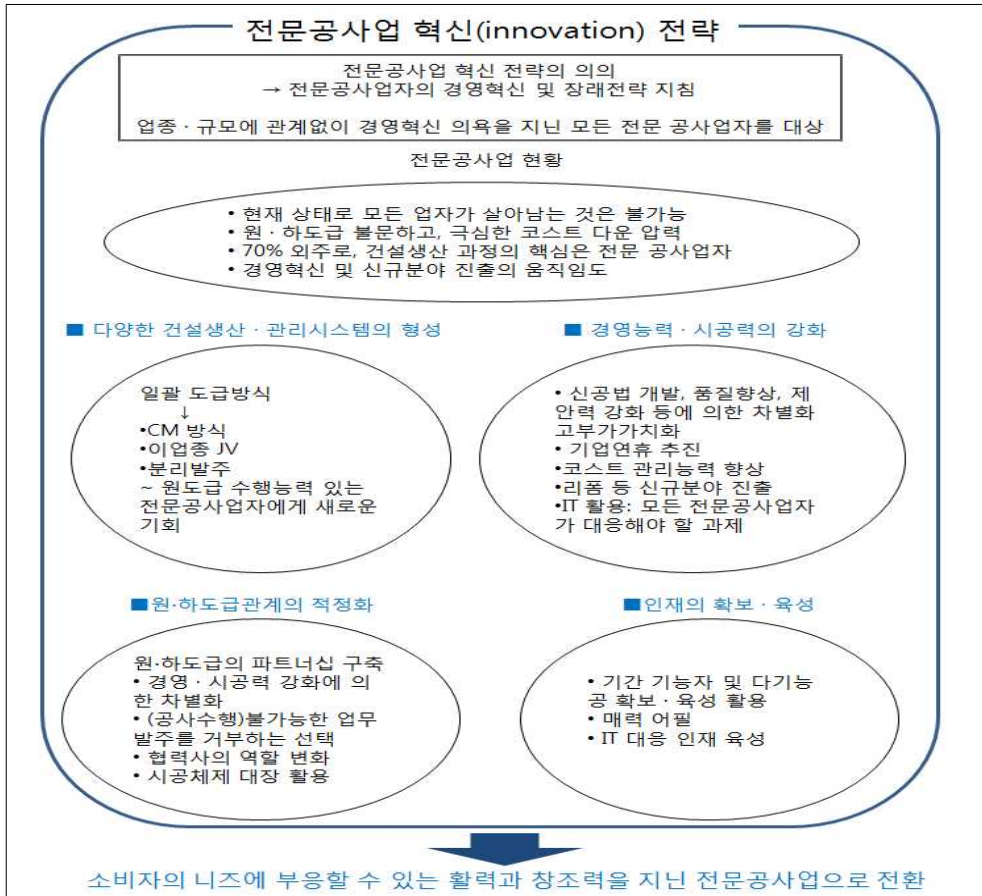 전문공사업 혁신(innovation) 전략
전문공사업 혁신 전략의 의의
→ 전문공사업자의 경영혁신 및 장래전략 지침
업종 · 규모에 관계없이 경영혁신 의욕을 지닌 모든 전문 공사업자를 대상
전문공사업 현황
• 현재 상태로 모든 업자가 살아남는 것은 불가능
• 원 · 하도급 불문하고, 극심한 코스트 다운 압력
• 70% 외주로, 건설생산 과정의 핵심은 전문 공사업자
• 경영혁신 및 신규분야 진출의 움직임도
■ 다양한 건설생산 · 관리시스템의 형성
일괄 도급방식
↓
•CM 방식
•이업종 JV
•분리발주
~ 원도급 수행능력 있는
전문공사업자에게 새로운
기회
■ 경영능력 · 시공력의 강화
• 신공법 개발, 품질향상, 제
안력 강화 등에 의한 차별화
고부가가치화
• 기업연휴 추진
•코스트 관리능력 향상
•리폼 등 신규분야 진출
•IT 활용: 모든 전문공사업자
가 대응해야 할 과제
■원·하도급관계의 적정화
원·하도급의 파트너십 구축
• 경영 · 시공력 강화에 의
한 차별화
• (공사수행)불가능한 업무
발주를 거부하는 선택
• 협력사의 역할 변화
• 시공체제 대장 활용
■인재의 확보 · 육성
• 기간 기능자 및 다기능
공 확보 · 육성 활용
• 매력 어필
• IT 대응 인재 육성
소비자의 니즈에 부응할 수 있는 활력과 창조력을 지닌 전문공사업으로 전환